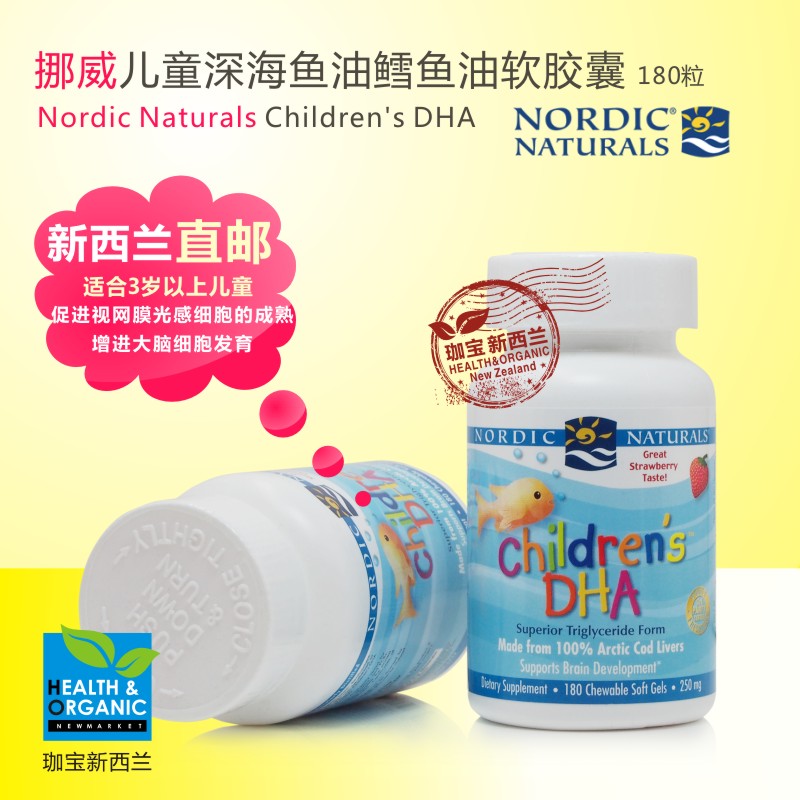 挪威儿童深海鱼油鳕鱼油软胶囊 180粒
Nordic Naturals Children's DHA
NORDIC®
NATURALS
新西兰直邮
适合3岁以上儿童
促进视网膜光感细胞的成熟
增进大脑细胞发育
珈宝新西兰
HEALTH&ORGANIC
New Zealand
NORDIC NATURALS
Great
Strawberry
Taste!
Children's™
DHA
Superior Triglyceride Form
Made from 100% Arctic Cod Livers
Supports Brain Development*
Dietary Supplement • 180 Chewable Soft Gels • 250 mg
CLOSE TIGHTLY
PUSH
DOWN
& TURN
NORDIC
Children's
DHA
HEALTH &
ORGANIC
NEWMARKET
珈宝新西兰